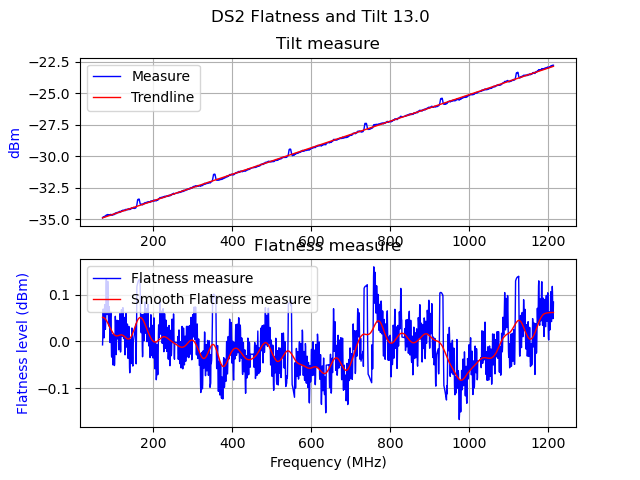 DS2 Flatness and Tilt 13.0
Tilt measure
Measure
Trendline
dBm
−22.5
−25.0
−27.5
−30.0
−32.5
−35.0
200 400 600 800 1000 1200
Flatness measure
Flatness measure
Smooth Flatness measure
Flatness level (dBm)
0.1
0.0
−0.1
200 400 600 800 1000 1200
Frequency (MHz)